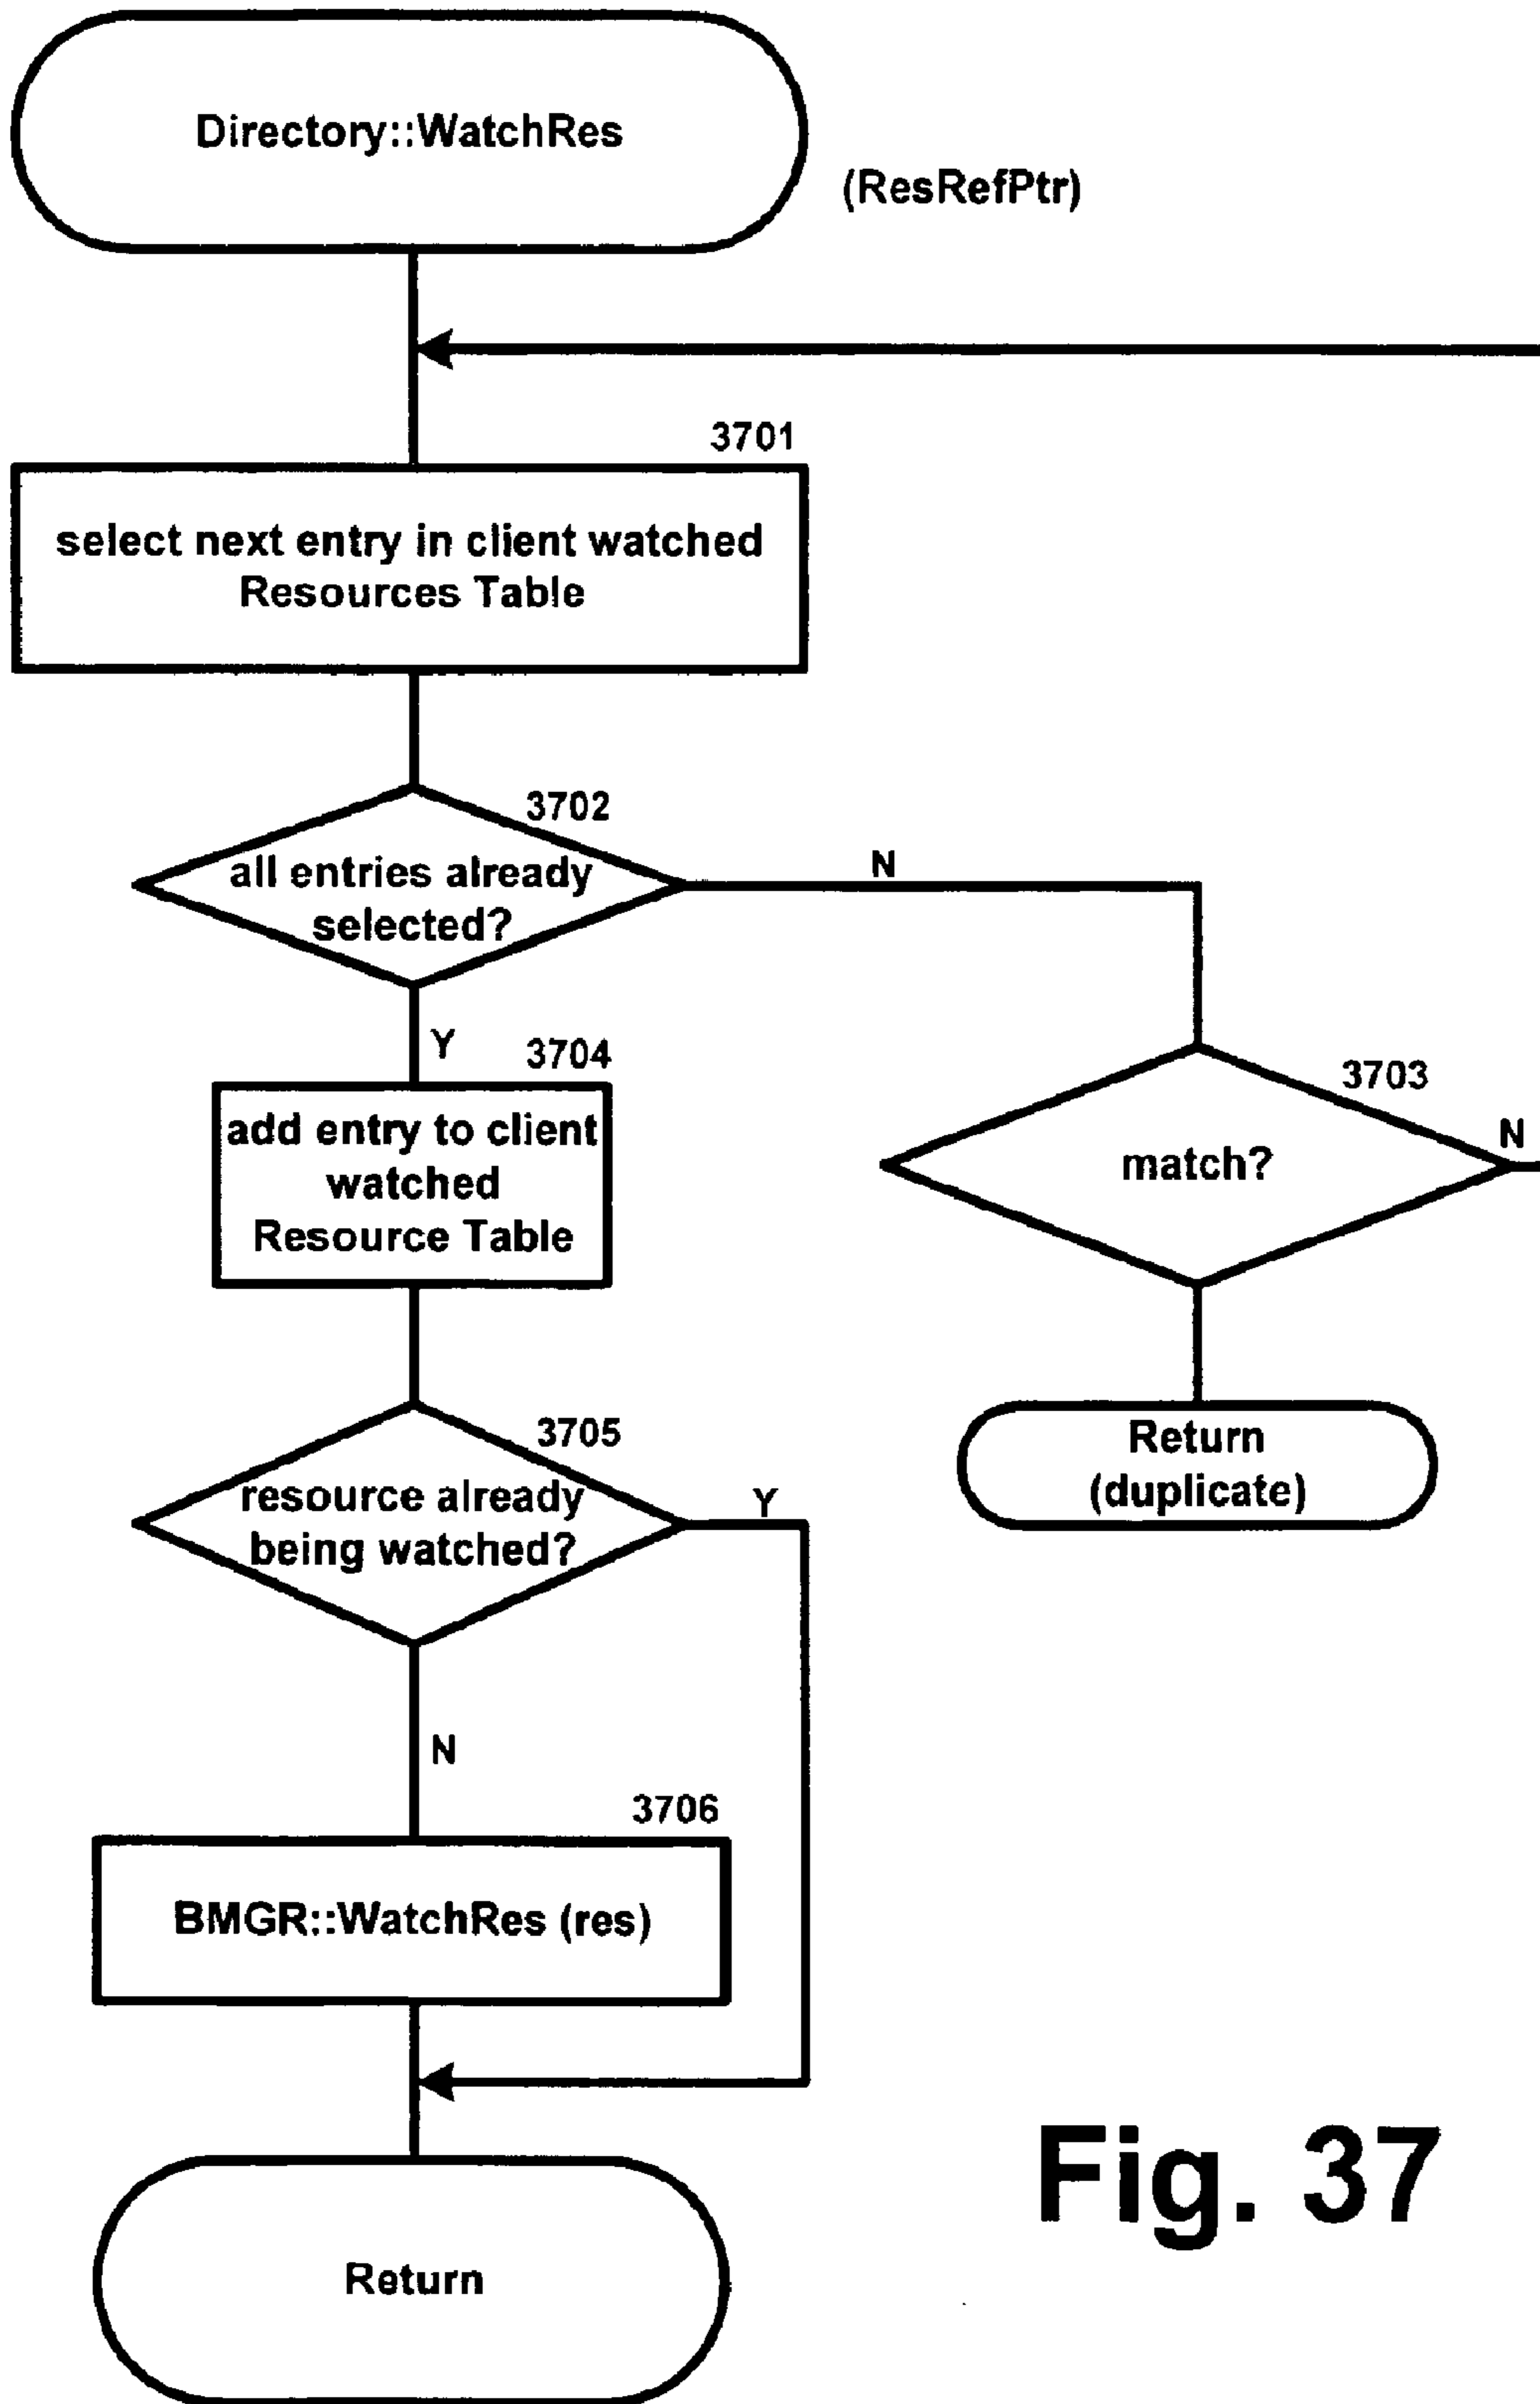 Directory::WatchRes
(ResRefPtr)
3701
select next entry in client watched
Resources Table
3702
all entries already
selected?
N
Y
3704
add entry to client
watched
Resource Table
3703
match?
N
Return
(duplicate)
3705
resource already
being watched?
Y
N
3706
BMGR::WatchRes (res)
Return
Fig. 37